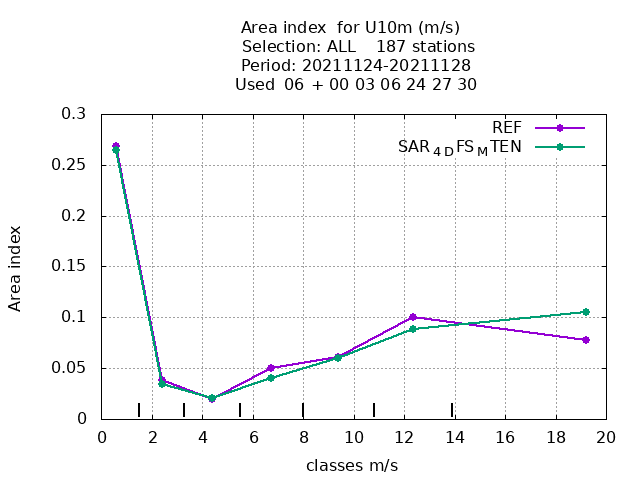 Area index  for U10m (m/s)
Selection: ALL    187 stations
Period: 20211124-20211128
Used  06 + 00 03 06 24 27 30
0.3
0.25
0.2
0.15
0.1
0.05
0
Area index
REF
SAR4DFSMTEN
0 2 4 6 8 10 12 14 16 18 20
classes m/s